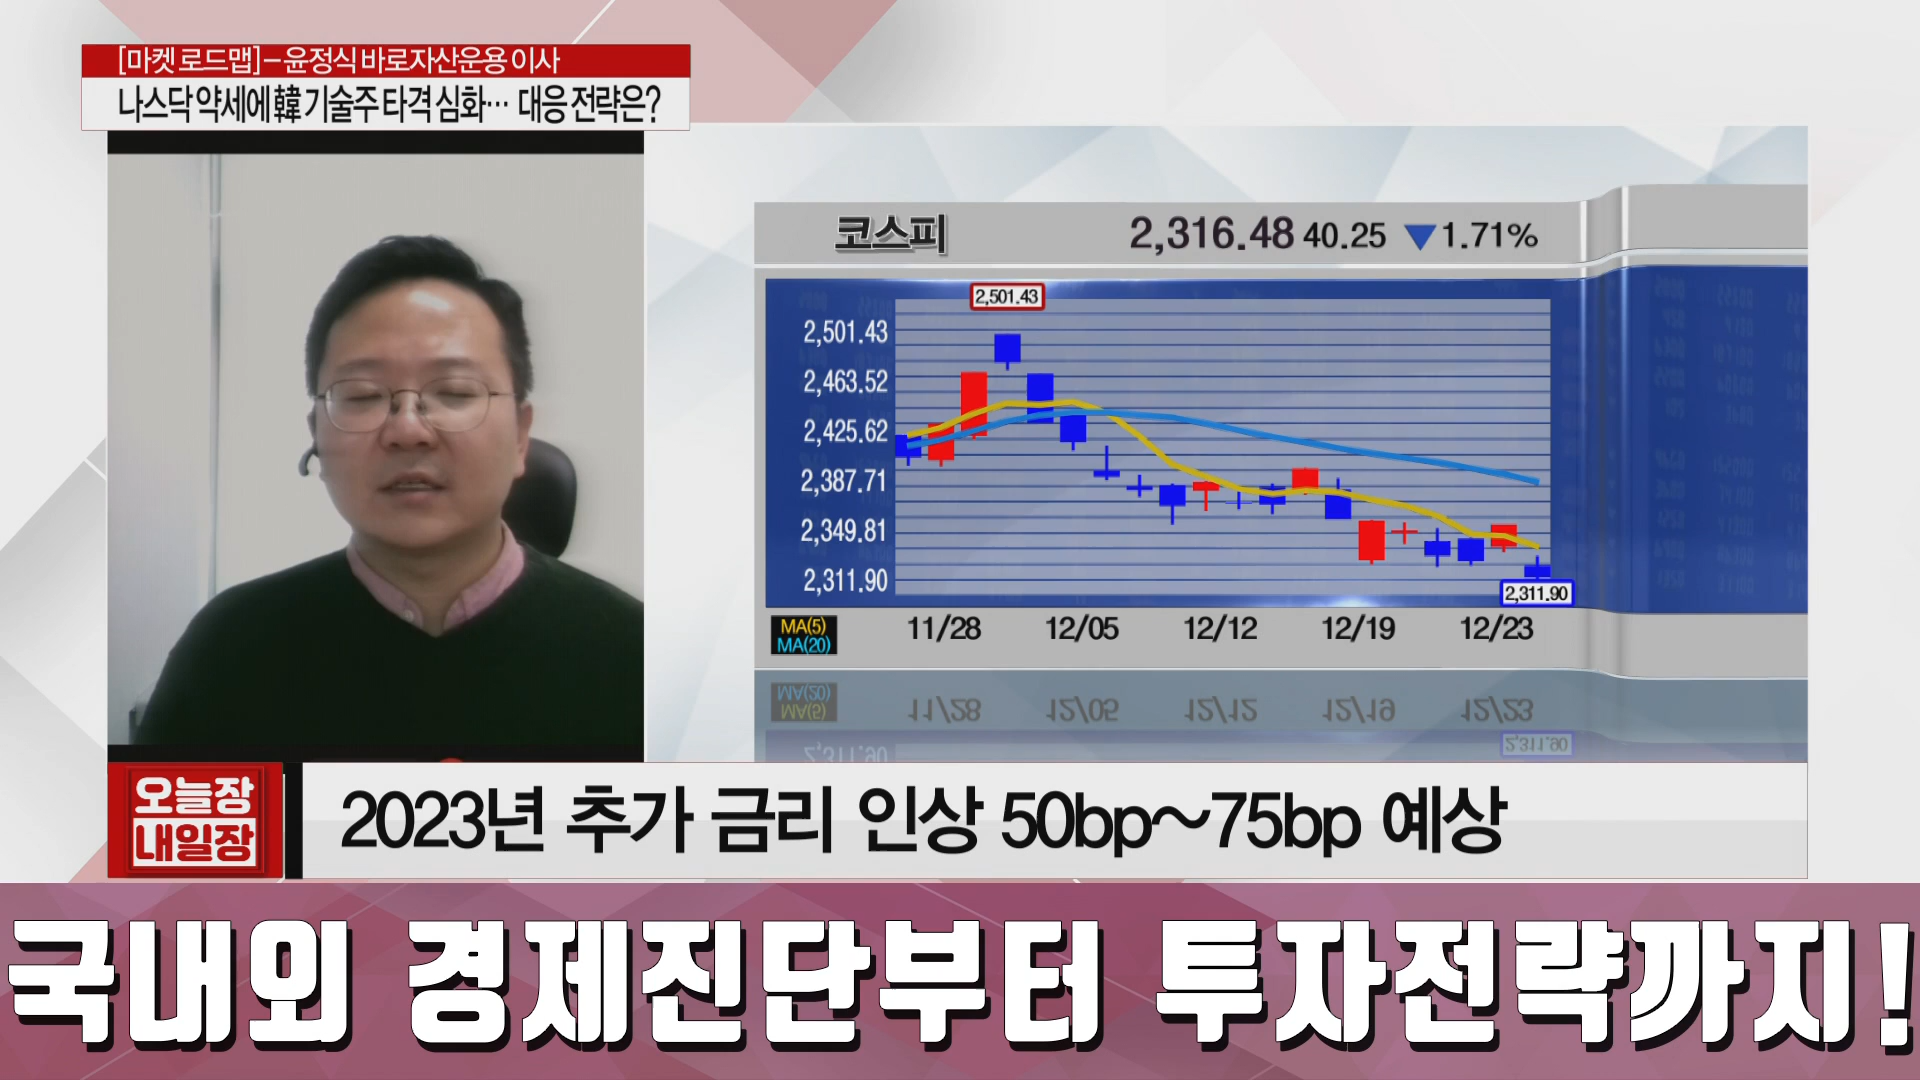 [마켓 로드맵] - 윤정식 바로자산운용 이사
나스닥 약세에 韓 기술주 타격 심화… 대응 전략은?
코스피 2,316.48 40.25 ▼1.71%
2,501.43
2,501.43
2,463.52
2,425.62
2,387.71
2,349.81
2,311.90
2,311.90
MA(5)
MA(20)
11/28 12/05 12/12 12/19 12/23
오늘장
내일장
2023년 추가 금리 인상 50bp~75bp 예상
국내외 경제진단부터 투자전략까지!